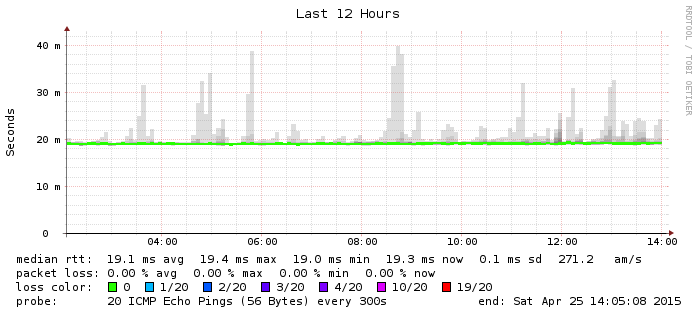 Last 12 Hours
RRDTOOL / TOBI OETIKER
Seconds
40 m
30 m
20 m
10 m
0
04:00 06:00 08:00 10:00 12:00 14:00
median rtt: 19.1 ms avg 19.4 ms max 19.0 ms min 19.3 ms now 0.1 ms sd 271.2 am/s
packet loss: 0.00 % avg 0.00 % max 0.00 % min 0.00 % now
loss color: 0 1/20 2/20 3/20 4/20 10/20 19/20
probe: 20 ICMP Echo Pings (56 Bytes) every 300s end: Sat Apr 25 14:05:08 2015